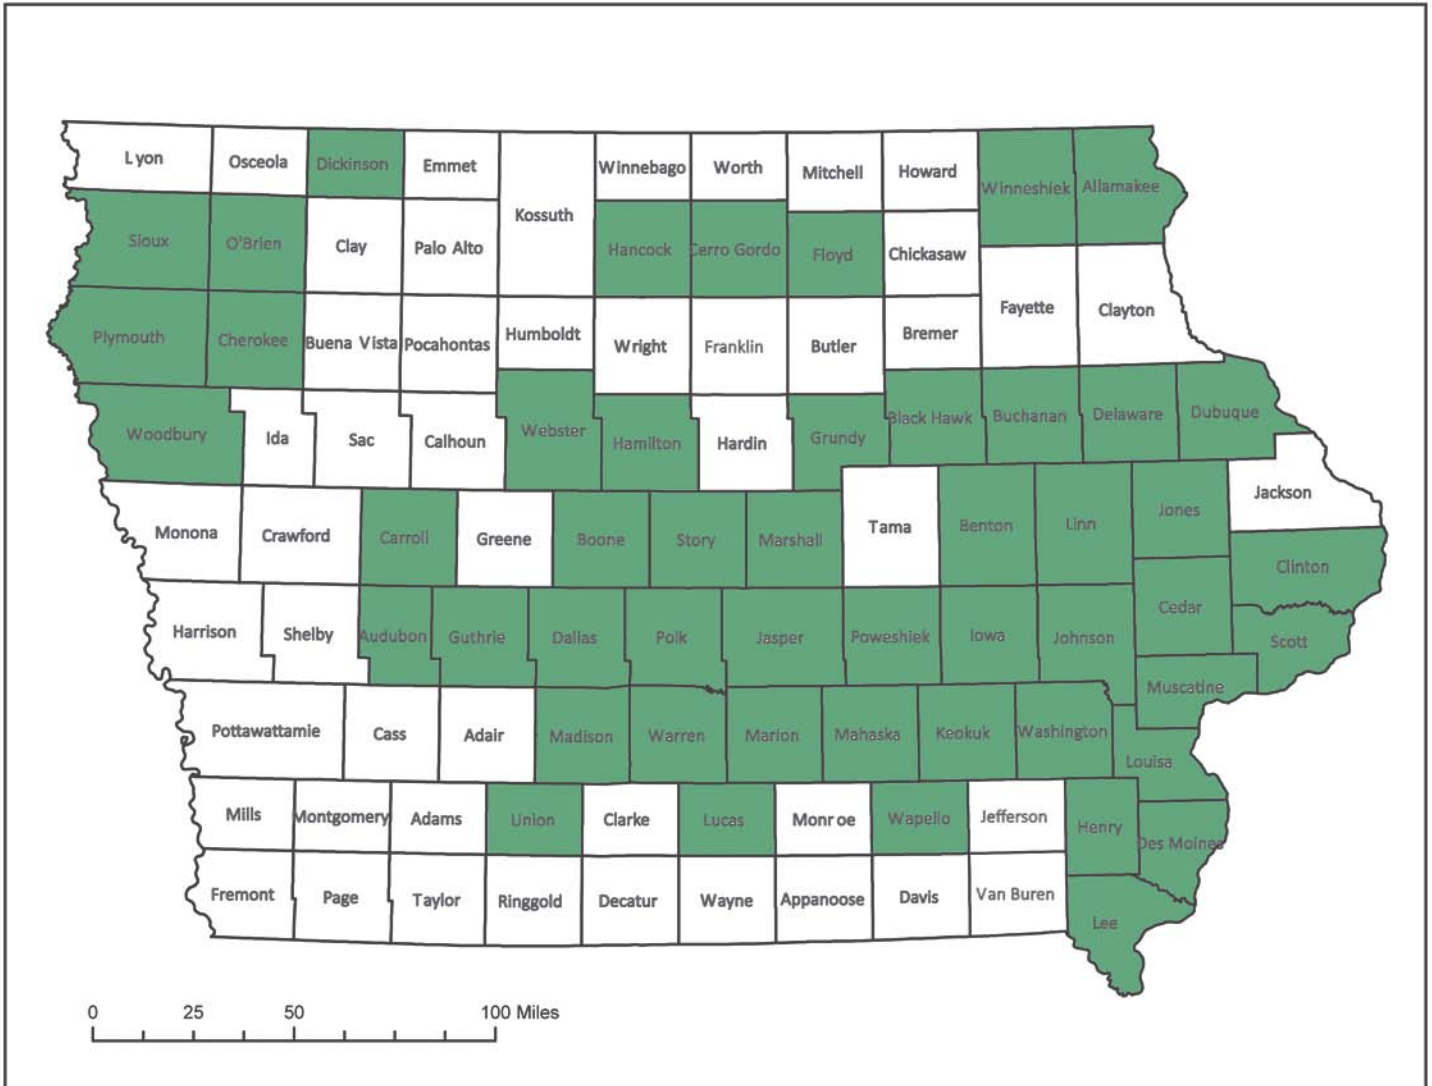 Lyon Osceola Dickinson Emmet Kossuth Winnebago Worth Mitchell Howard Winneshiek Allamakee
Sioux O'Brien Clay Palo Alto Hancock Cerro Gordo Floyd Chickasaw
Plymouth Cherokee Buena Vista Pocahontas Humboldt Wright Franklin Butler Bremer Fayette Clayton
Woodbury Ida Sac Calhoun Webster Hamilton Hardin Grundy Black Hawk Buchanan Delaware Dubuque
Monona Crawford Carroll Greene Boone Story Marshall Tama Benton Linn Jones Jackson
Clinton
Harrison Shelby Audubon Guthrie Dallas Polk Jasper Poweshiek Iowa Johnson Cedar Scott
Muscatine
Pottawattamie Cass Adair Madison Warren Marion Mahaska Keokuk Washington Louisa
Mills Montgomery Adams Union Clarke Lucas Monroe Wapello Jefferson Henry Des Moines
Fremont Page Taylor Ringgold Decatur Wayne Appanoose Davis Van Buren Lee
0 25 50 100 Miles